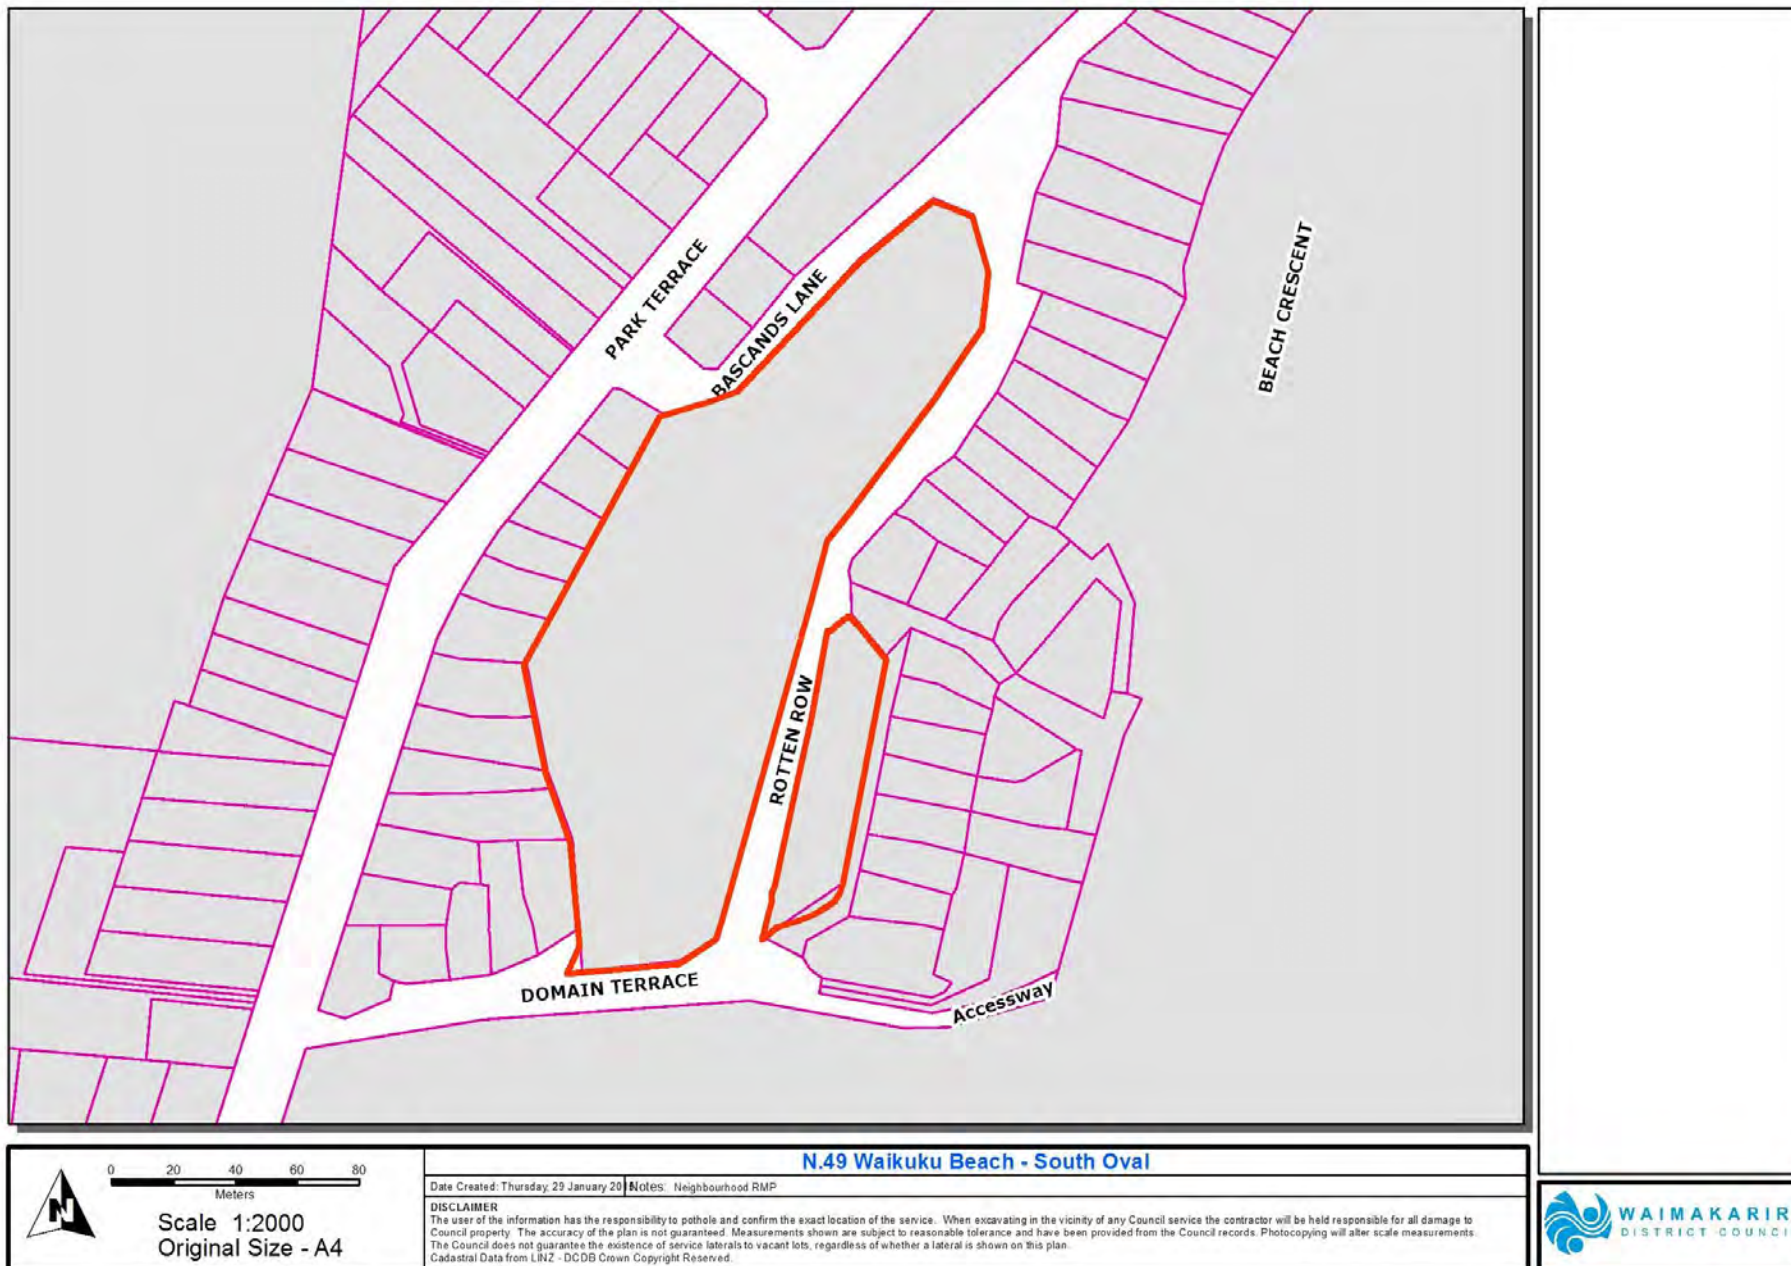 PARK TERRACE
BASCANDS LANE
BEACH CRESCENT
ROTTEN ROW
DOMAIN TERRACE
Accessway
N
0 20 40 60 80
Meters
Scale 1:2000
Original Size - A4
N.49 Waikuku Beach - South Oval
Date Created: Thursday, 29 January
Notes: Neighbourhood RMP
DISCLAIMER
The user of the information has the responsibility to pothole and confirm the exact location of the service. When excavating in the vicinity of any Council service the contractor will be held responsible for all damage to
Council property. The accuracy of the plan is not guaranteed. Measurements shown are subject to reasonable tolerance and have been provided from the Council records. Photocopying will alter scale measurements.
The Council does not guarantee the existence of service laterals to vacant lots, regardless of whether a lateral is shown on this plan.
Cadastral Data from LINZ - DCDB Crown Copyright Reserved.
WAIMAKARIR
DISTRICT COUNCI